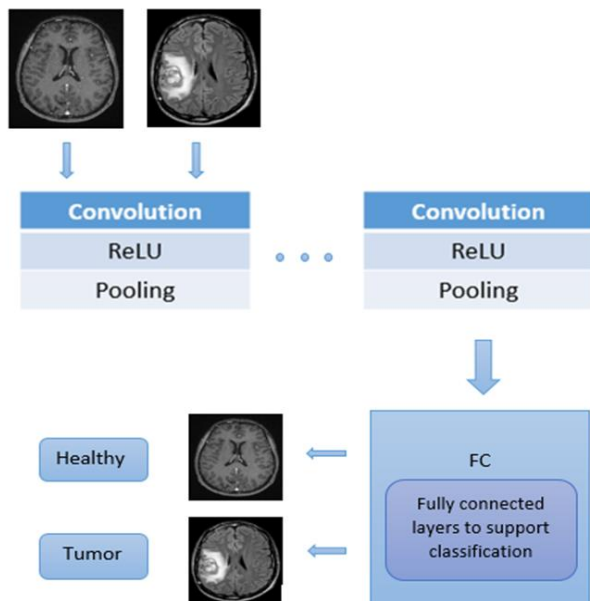 Convolution
ReLU
Pooling
Convolution
ReLU
Pooling
Healthy
Tumor
FC
Fully connected
layers to support
classification